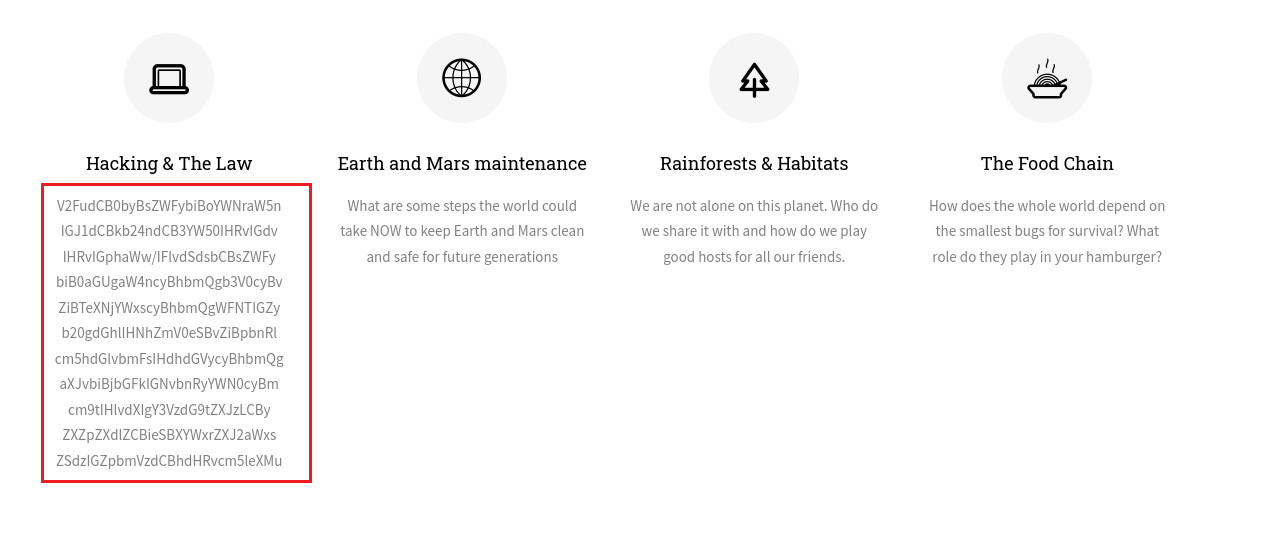 Hacking & The Law
V2FudCB0byBsZWFybiBoYWNraW5n
IGJ1dCBkb24ndCB3YW50IHRvIGdv
IHRvIGphaWw/IFlvdSdsbCBsZWFy
biB0aGUgaW4ncyBhbmQgb3V0cyBv
ZiBTeXNjYWxscyBhbmQgWFNTIGZy
b20gdGhlIHNhZmV0eSBvZiBpbnRl
cm5hdGlvbmFsIHdhdGVycyBhbmQg
aXJvbiBjbGFkIGNvbnRyYWN0cyBm
cm9tIHlvdXIgY3VzdG9tZXJzLCBy
ZXZpZXdlZCBieSBXYWxrZXJ2aWxs
ZSdzIGZpbmVzdCBhdHRvcm5leXMu
Earth and Mars maintenance
What are some steps the world could
take NOW to keep Earth and Mars clean
and safe for future generations
Rainforests & Habitats
We are not alone on this planet. Who do
we share it with and how do we play
good hosts for all our friends.
The Food Chain
How does the whole world depend on
the smallest bugs for survival? What
role do they play in your hamburger?